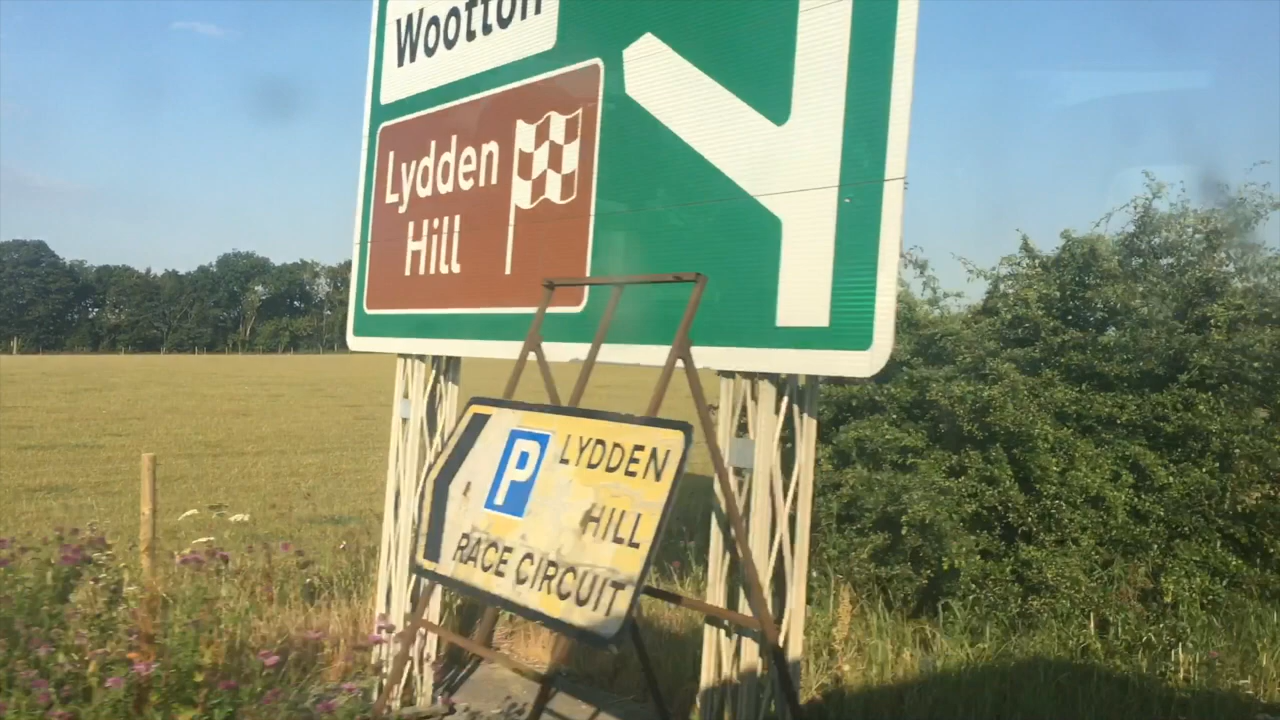 Wootton
Lydden
Hill
P LYDDEN
HILL
RACE CIRCUIT